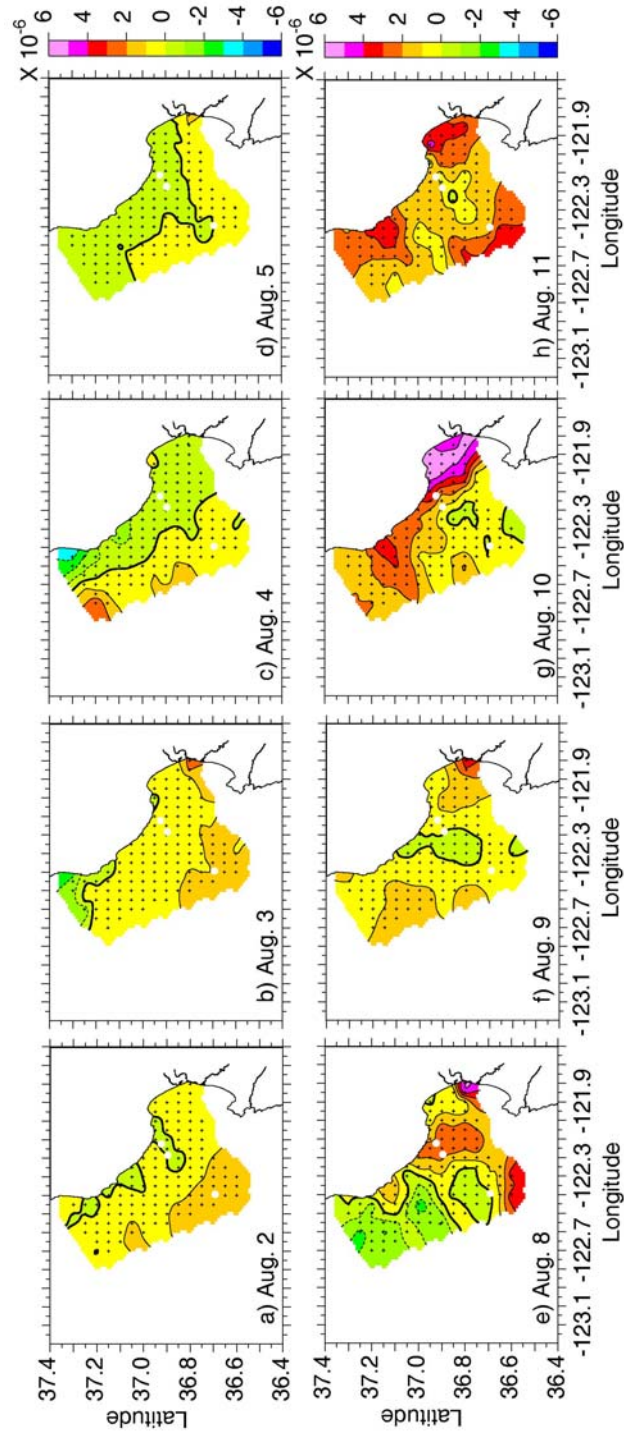 X 10⁻⁶
6 4 2 0 -2 -4 -6
37.4
37.2
37.0
36.8
36.6
36.4
Latitude
a) Aug. 2
b) Aug. 3
c) Aug. 4
d) Aug. 5
X 10⁻⁶
6 4 2 0 -2 -4 -6
37.4
37.2
37.0
36.8
36.6
36.4
Latitude
e) Aug. 8
f) Aug. 9
g) Aug. 10
h) Aug. 11
-123.1 -122.7 -122.3 -121.9
-123.1 -122.7 -122.3 -121.9
-123.1 -122.7 -122.3 -121.9
-123.1 -122.7 -122.3 -121.9
Longitude
Longitude
Longitude
Longitude